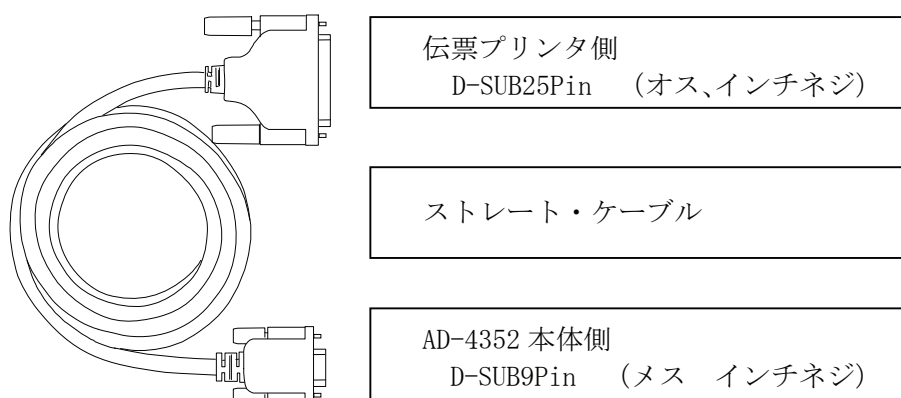 伝票プリンタ側
D-SUB25Pin （オス、インチネジ）
ストレート・ケーブル
AD-4352 本体側
D-SUB9Pin （メス　インチネジ）